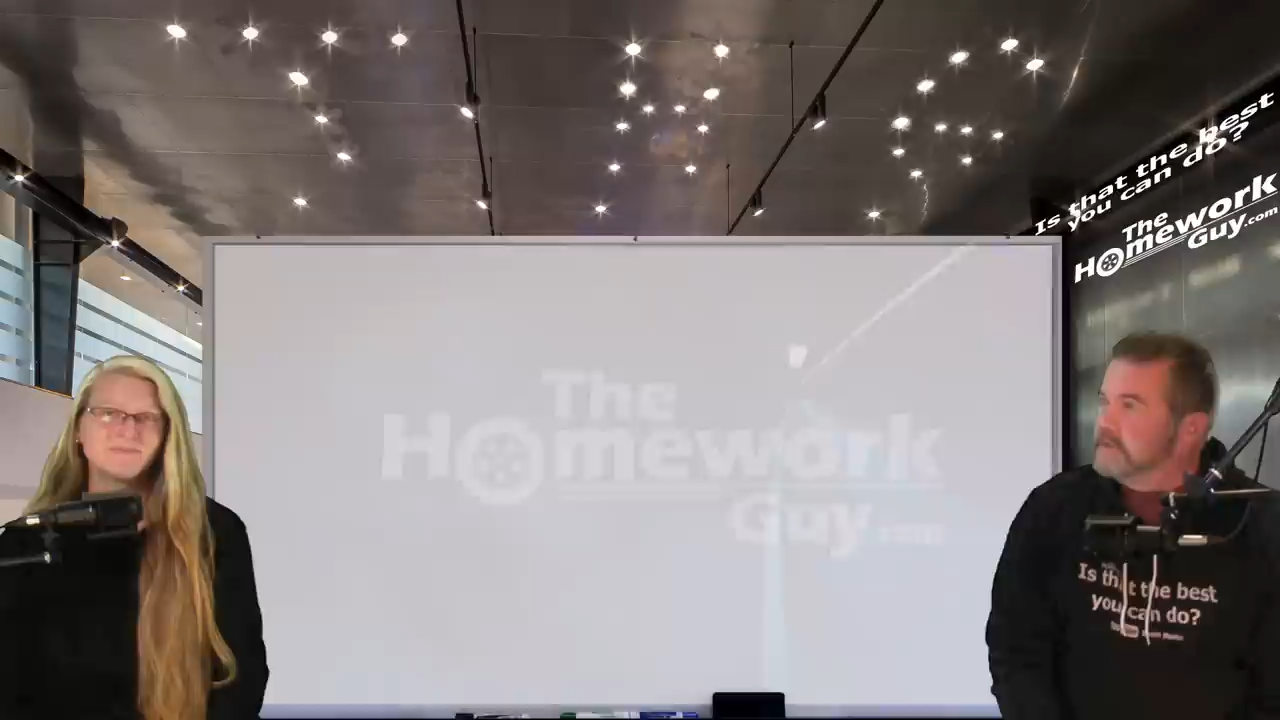 Is that the best
you can do?
The
Homework
Guy.com
The
Homework
Guy.com
Is that the best
you can do?